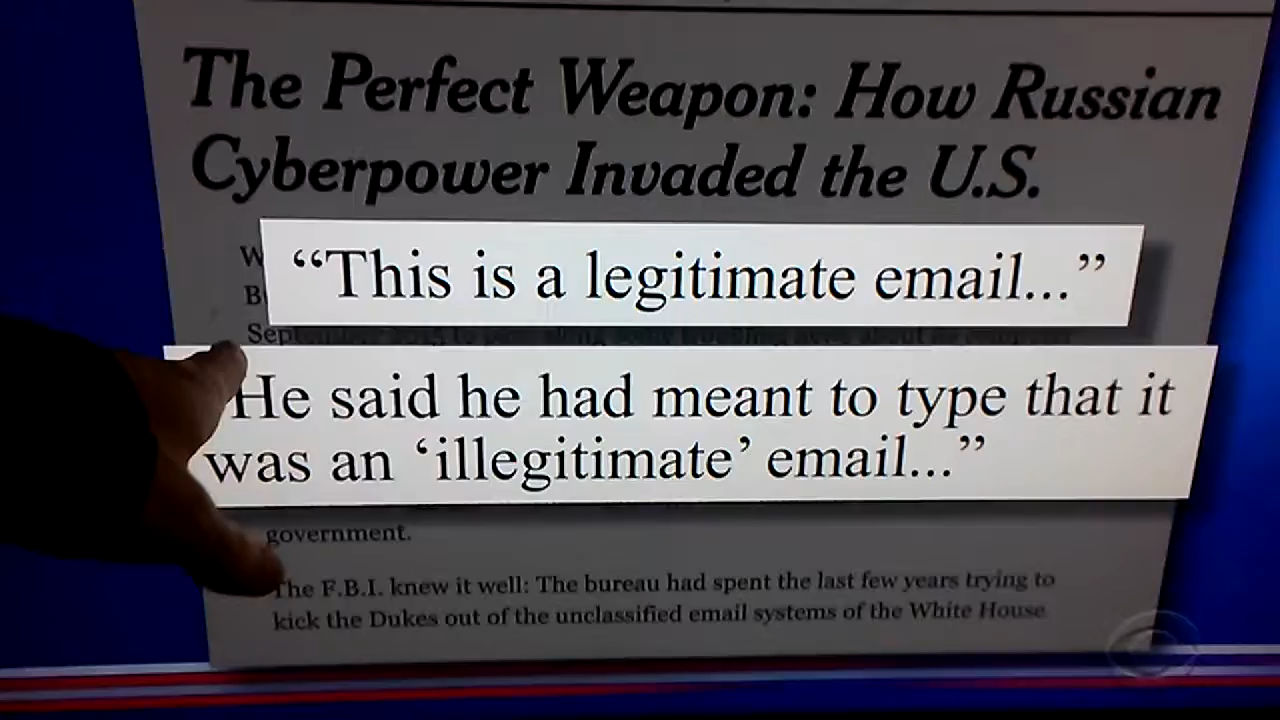 The Perfect Weapon: How Russian
Cyberpower Invaded the U.S.
“This is a legitimate email...”
He said he had meant to type that it
was an ‘illegitimate’ email...”
government.
The F.B.I. knew it well: The bureau had spent the last few years trying to
kick the Dukes out of the unclassified email systems of the White House